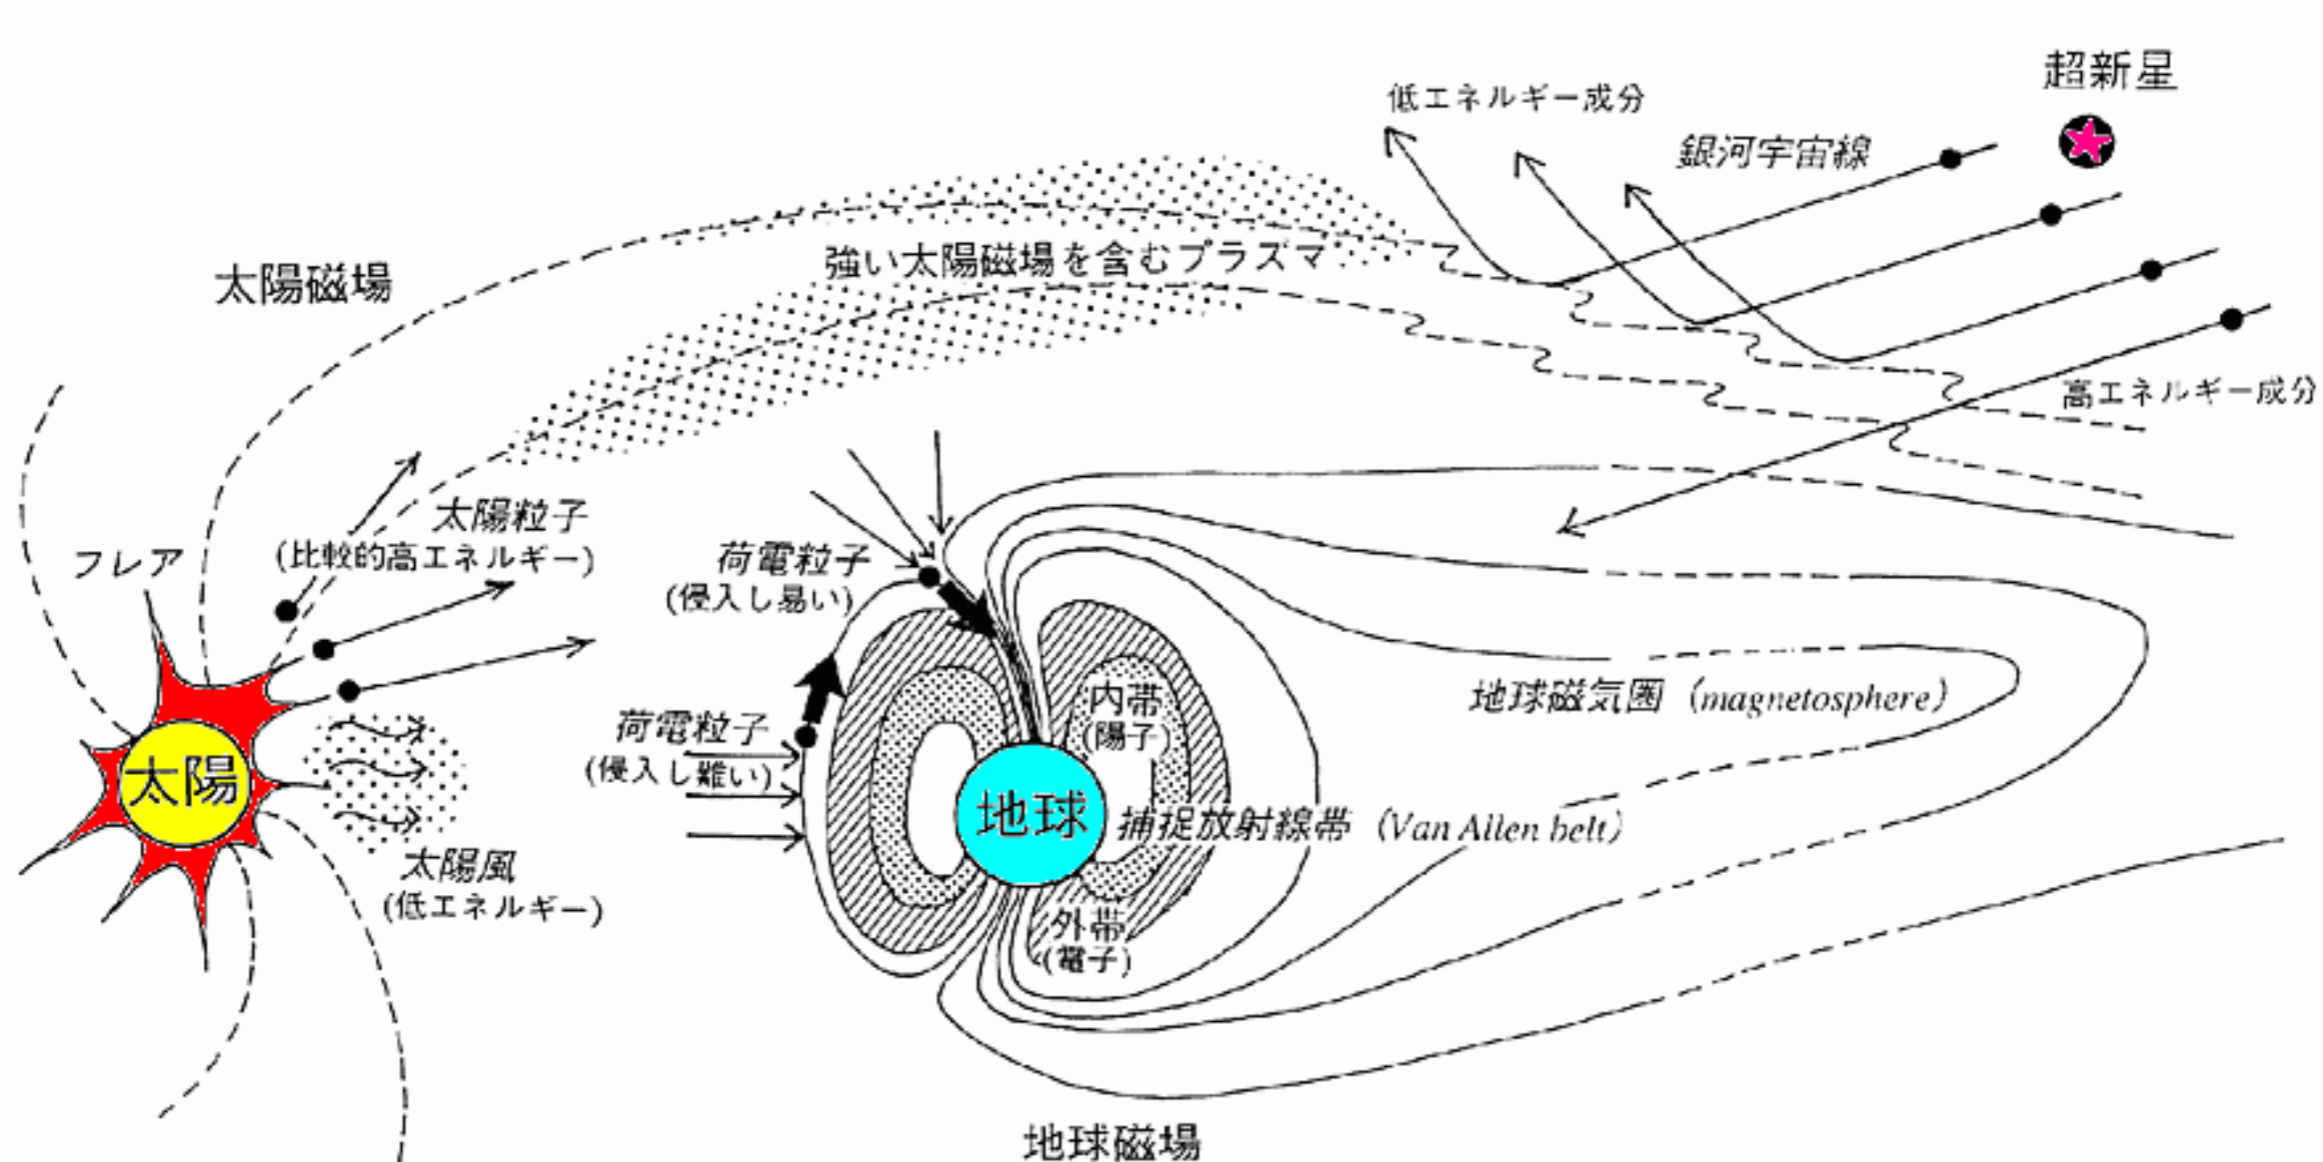 超新星
低エネルギー成分
銀河宇宙線
強い太陽磁場を含むプラズマ
太陽磁場
高エネルギー成分
太陽粒子
(比較的高エネルギー)
フレア
荷電粒子
(侵入し易い)
荷電粒子
(侵入し難い)
内帯
(陽子)
地球磁気圏 (magnetosphere)
太陽
地球
捕捉放射線帯 (Van Allen belt)
太陽風
(低エネルギー)
外帯
(電子)
地球磁場